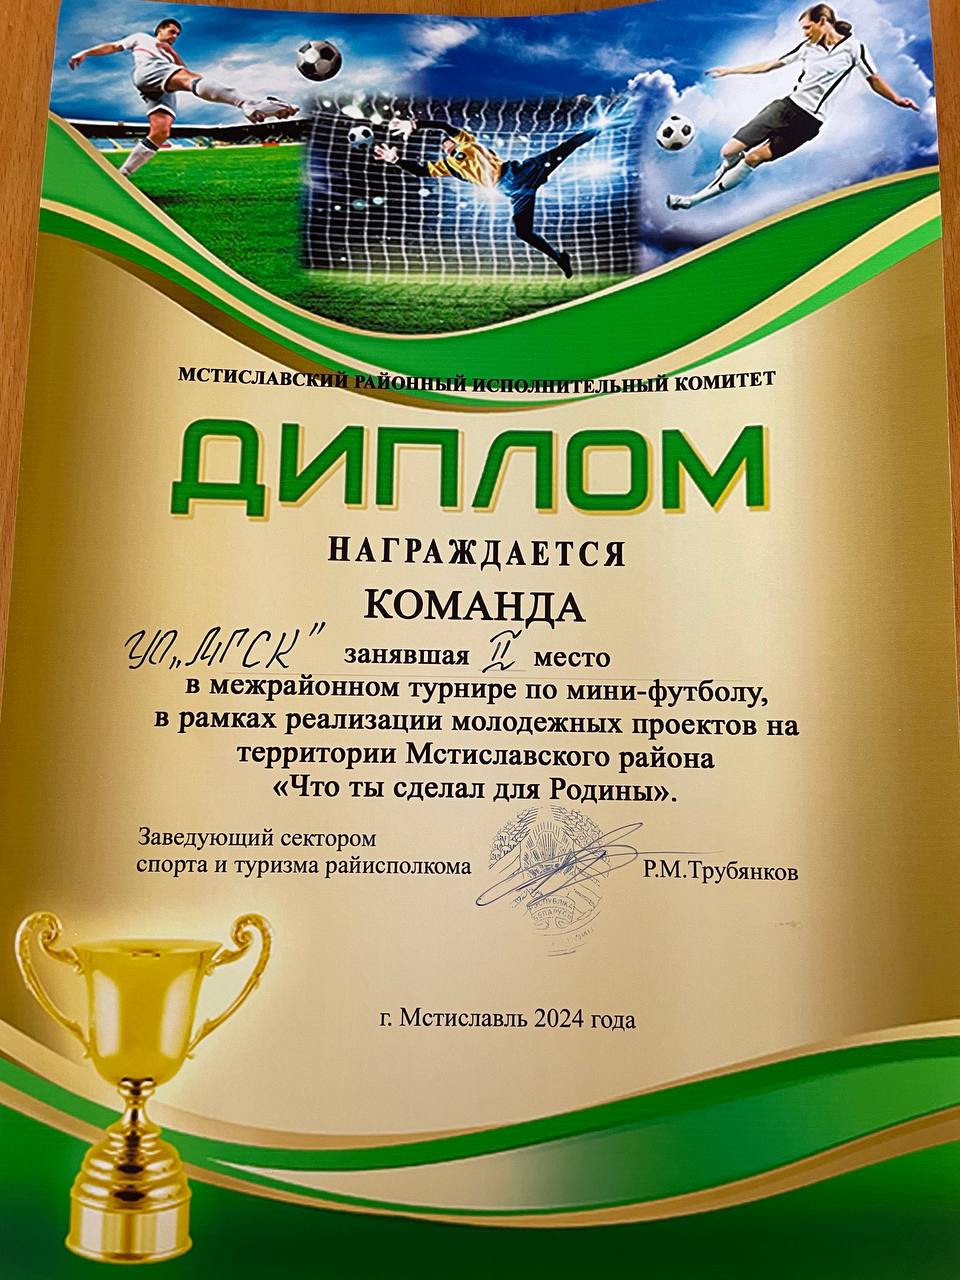 МСТИСЛАВСКИЙ РАЙОННЫЙ ИСПОЛНИТЕЛЬНЫЙ КОМИТЕТ
ДИПЛОМ
НАГРАЖДАЕТСЯ
КОМАНДА
УО „МГСК” занявшая II место
в межрайонном турнире по мини-футболу,
в рамках реализации молодежных проектов на
территории Мстиславского района
«Что ты сделал для Родины».
Заведующий сектором
спорта и туризма райисполкома Р.М.Трубянков
РЭСПУБЛІКА
БЕЛАРУСЬ
г. Мстиславль 2024 года